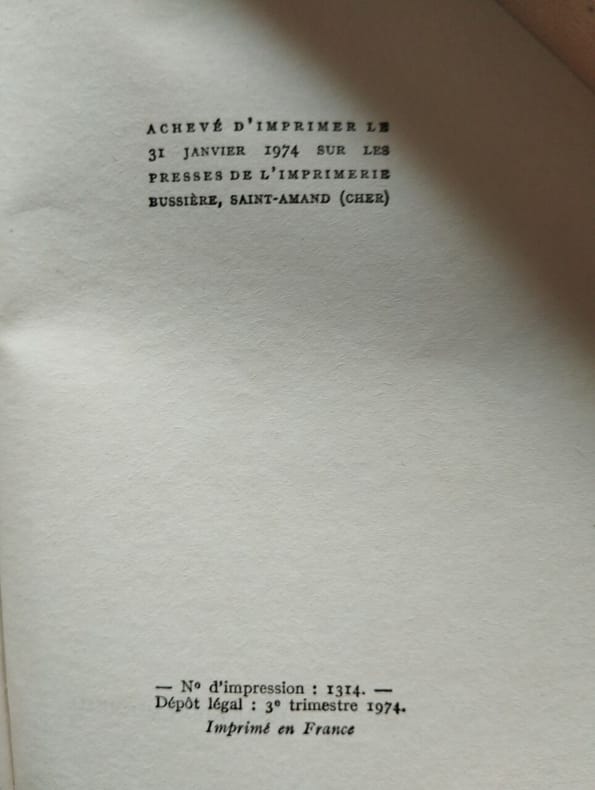 ACHEVÉ D'IMPRIMER LE
31 JANVIER 1974 SUR LES
PRESSES DE L'IMPRIMERIE
BUSSIÈRE, SAINT-AMAND (CHER)
— Nº d'impression : 1314. —
Dépôt légal : 3e trimestre 1974.
Imprimé en France